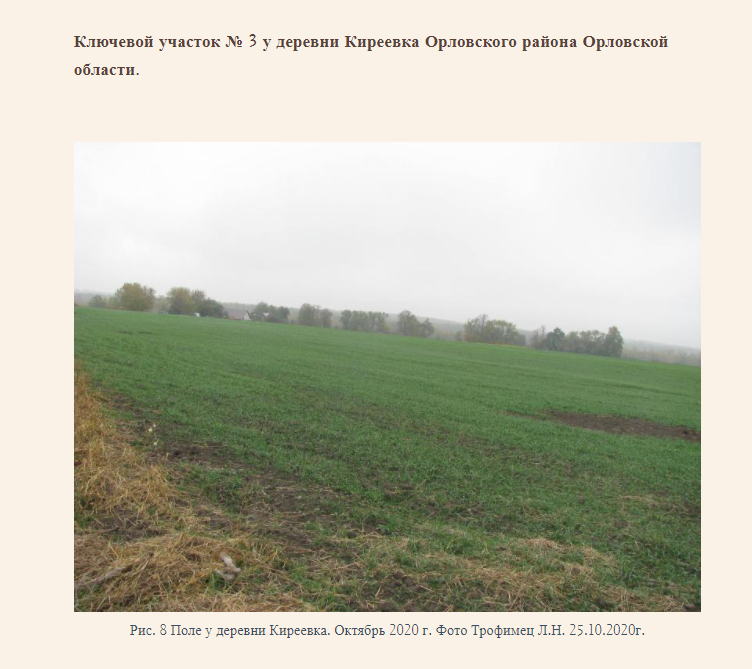 Ключевой участок № 3 у деревни Киреевка Орловского района Орловской
области.
Рис. 8 Поле у деревни Киреевка. Октябрь 2020 г. Фото Трофимец Л.Н. 25.10.2020г.